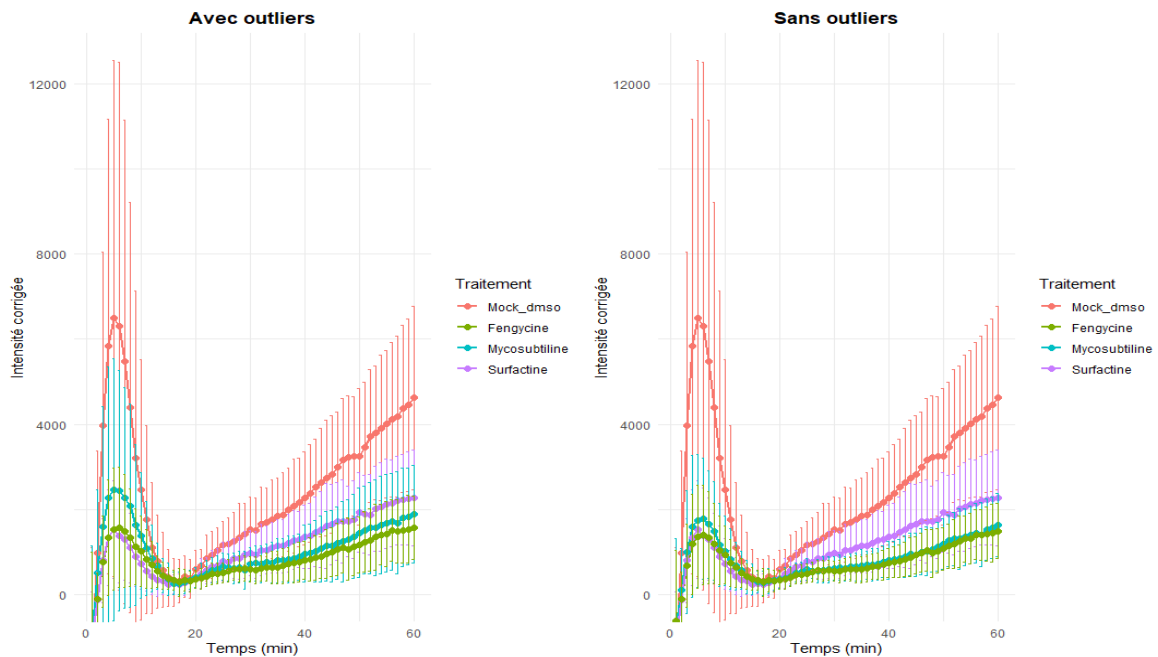 Avec outliers
12000
8000
4000
0
Intensité corrigée
0
20
40
60
Temps (min)
Traitement
Mock_dmso
Fengycine
Mycosubtiline
Surfactine
Sans outliers
12000
8000
4000
0
Intensité corrigée
0
20
40
60
Temps (min)
Traitement
Mock_dmso
Fengycine
Mycosubtiline
Surfactine